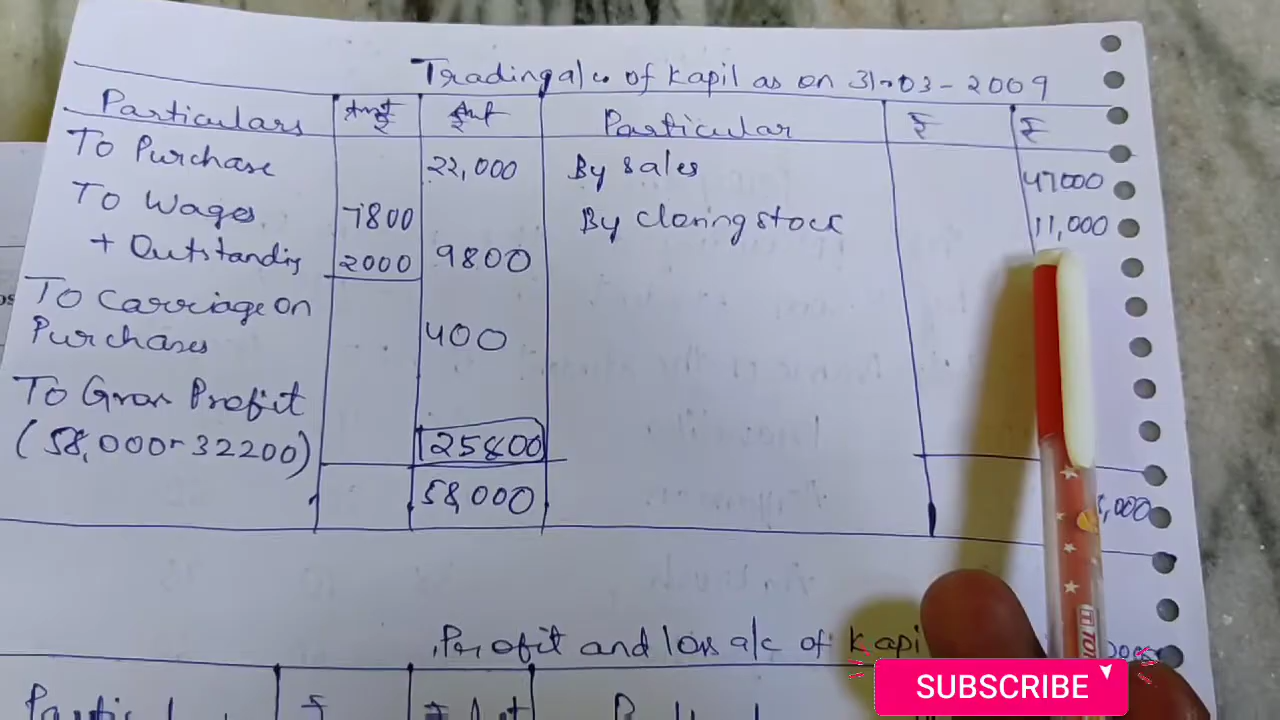 Trading a/c of Kapil as on 31-03-2009
Particulars Amt ₹ Amt ₹ Particular ₹ ₹
To Purchase 22,000 By sales 47000
To Wages 7800 By Closing stock 11,000
+ Outstanding 2000 9800
To Carriage on
Purchases 400
To Gross Profit
(58,000-32200) 25800
58,000 ,000
Profit and loss a/c of Kapi
₹
SUBSCRIBE